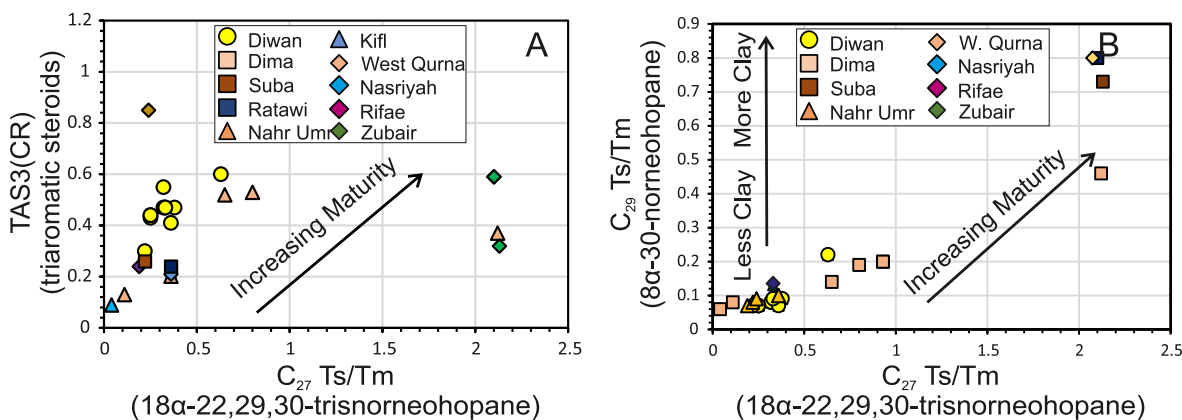 A
TAS3(CR)
(triaromatic steroids)
1.2
1
0.8
0.6
0.4
0.2
0
Diwan
Dima
Suba
Ratawi
Nahr Umr
Kifl
West Qurna
Nasriyah
Rifae
Zubair
Increasing Maturity
0 0.5 1 1.5 2 2.5
C27 Ts/Tm
(18α-22,29,30-trisnorneohopane)
B
C29 Ts/Tm
(8α-30-norneohopane)
0.9
0.8
0.7
0.6
0.5
0.4
0.3
0.2
0.1
0
Less Clay More Clay
Diwan
Dima
Suba
Nahr Umr
W. Qurna
Nasriyah
Rifae
Zubair
Increasing Maturity
0 0.5 1 1.5 2 2.5
C27 Ts/Tm
(18α-22,29,30-trisnorneohopane)